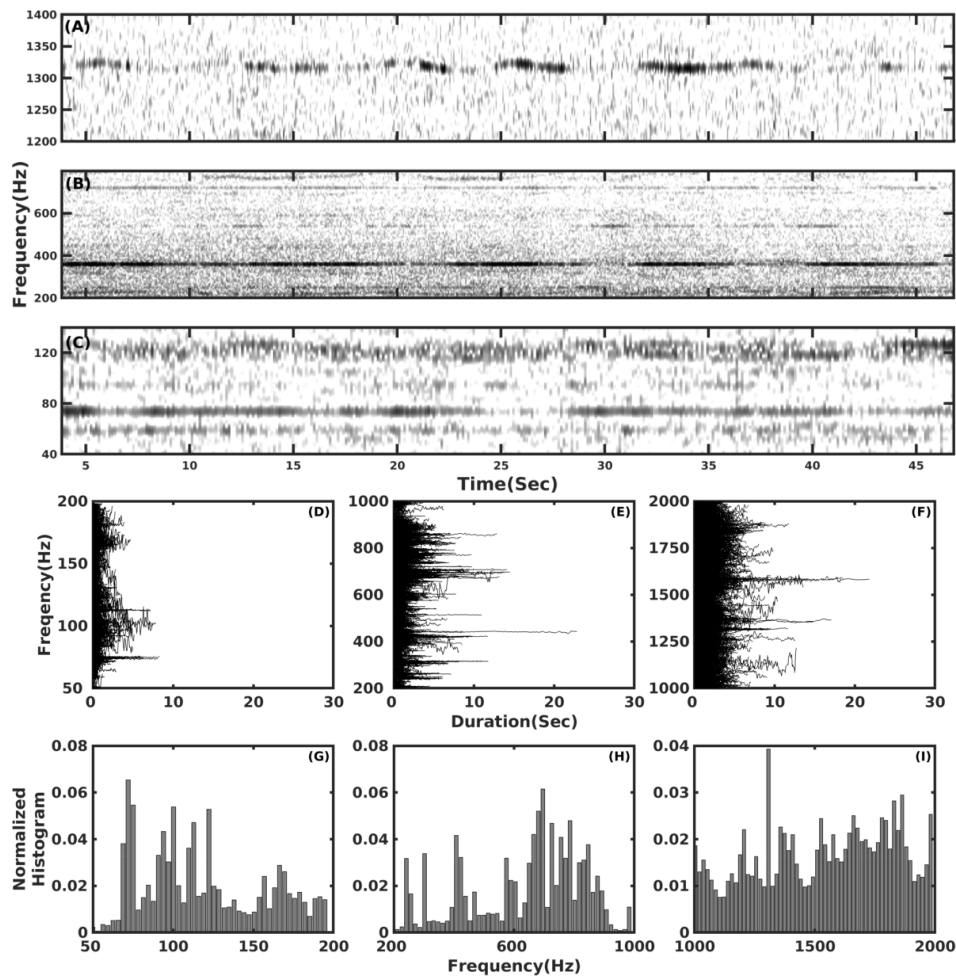 1400
(A)
1350
1300
1250
1200
(B)
600
400
200
Frequency(Hz)
(C)
120
80
40
5 10 15 20 25 30 35 40 45
Time(Sec)
200 (D) 1000 (E) 2000 (F)
150 800 1750
600 1500
100 400 1250
50 200 1000
Freqency(Hz)
0 10 20 30 0 10 20 30 0 10 20 30
Duration(Sec)
0.08 (G) 0.08 (H) 0.04 (I)
0.06 0.06 0.03
0.04 0.04 0.02
0.02 0.02 0.01
0 0 0
Normalized
Histogram
50 100 150 200 200 600 1000 1000 1500 2000
Frequency(Hz)